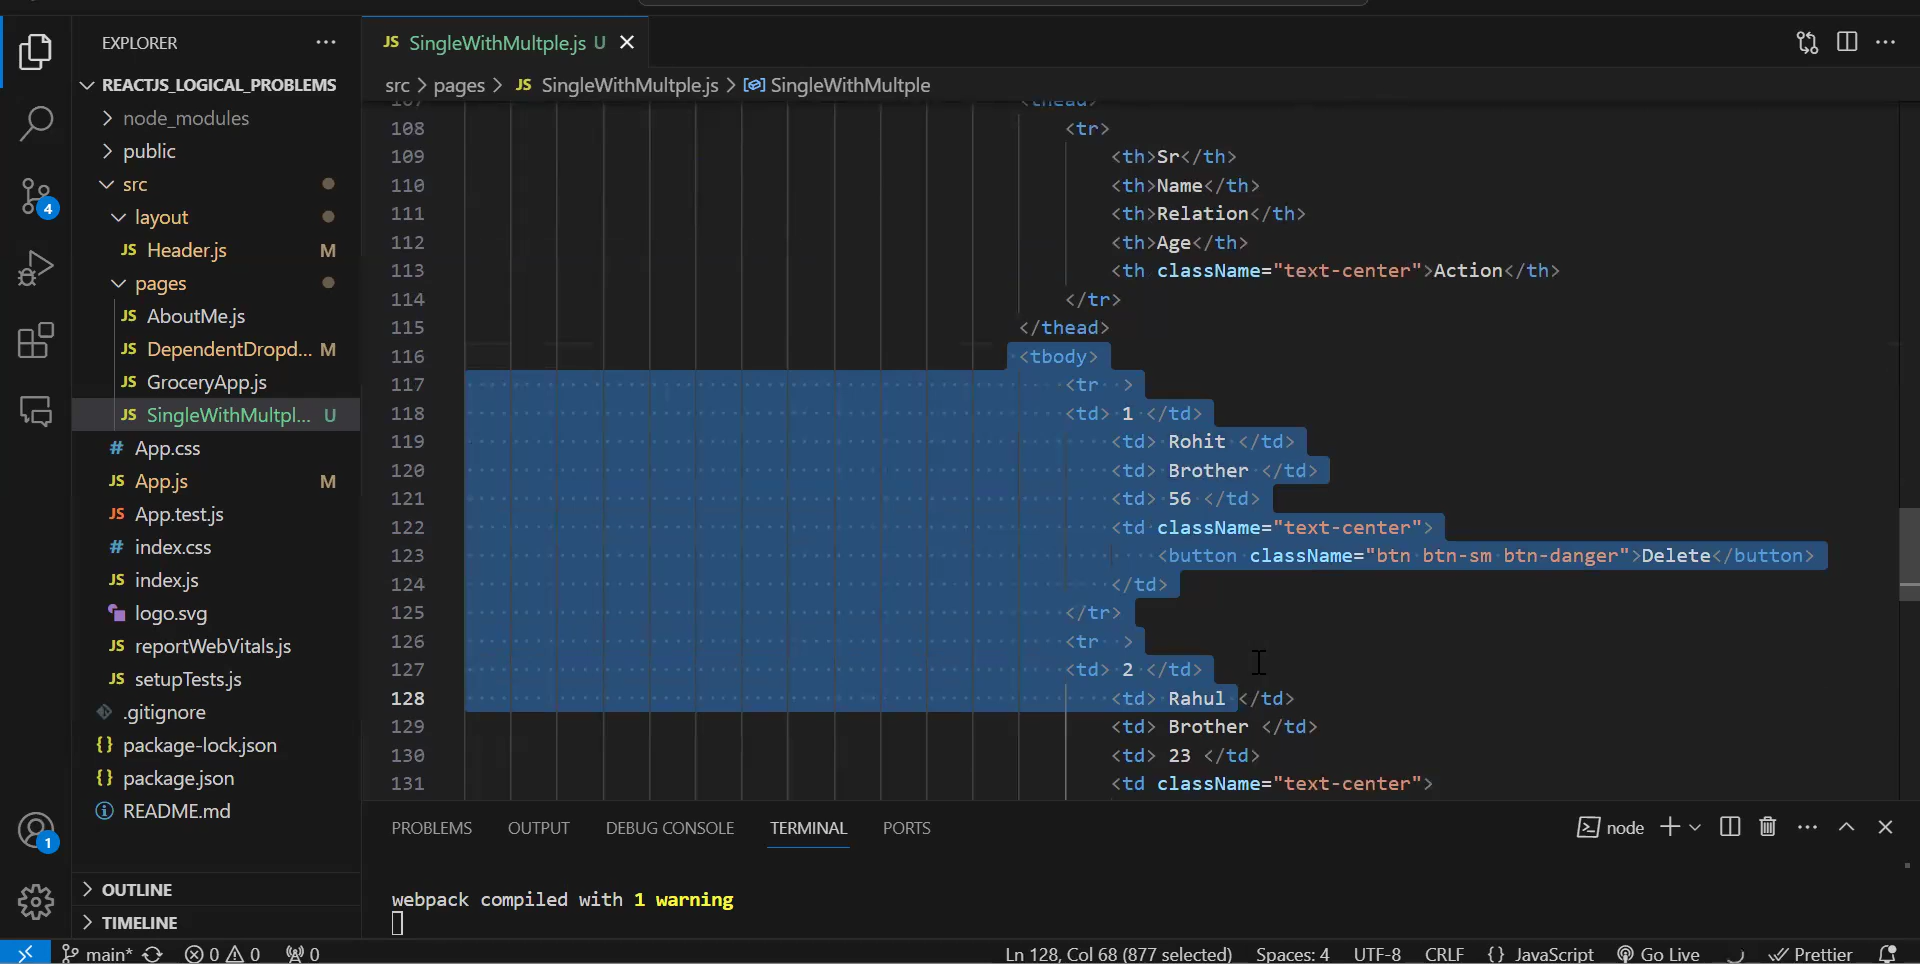 EXPLORER
REACTJS_LOGICAL_PROBLEMS
node_modules
public
src
layout
JS Header.js M
pages
JS AboutMe.js
JS DependentDropd... M
JS GroceryApp.js
JS SingleWithMultpl... U
# App.css
JS App.js M
JS App.test.js
# index.css
JS index.js
logo.svg
JS reportWebVitals.js
JS setupTests.js
.gitignore
{} package-lock.json
{} package.json
README.md
OUTLINE
TIMELINE
4
1
JS SingleWithMultple.js U
src > pages > JS SingleWithMultple.js > SingleWithMultple
107 <thead>
108 <tr>
109 <th>Sr</th>
110 <th>Name</th>
111 <th>Relation</th>
112 <th>Age</th>
113 <th className="text-center">Action</th>
114 </tr>
115 </thead>
116 <tbody>
117 <tr  >
118 <td> 1 </td>
119 <td> Rohit </td>
120 <td> Brother </td>
121 <td> 56 </td>
122 <td className="text-center">
123 <button className="btn btn-sm btn-danger">Delete</button>
124 </td>
125 </tr>
126 <tr  >
127 <td> 2 </td>
128 <td> Rahul </td>
129 <td> Brother </td>
130 <td> 23 </td>
131 <td className="text-center">
PROBLEMS OUTPUT DEBUG CONSOLE TERMINAL PORTS node
webpack compiled with 1 warning
main* 0 0 0 Ln 128, Col 68 (877 selected) Spaces: 4 UTF-8 CRLF {} JavaScript Go Live Prettier